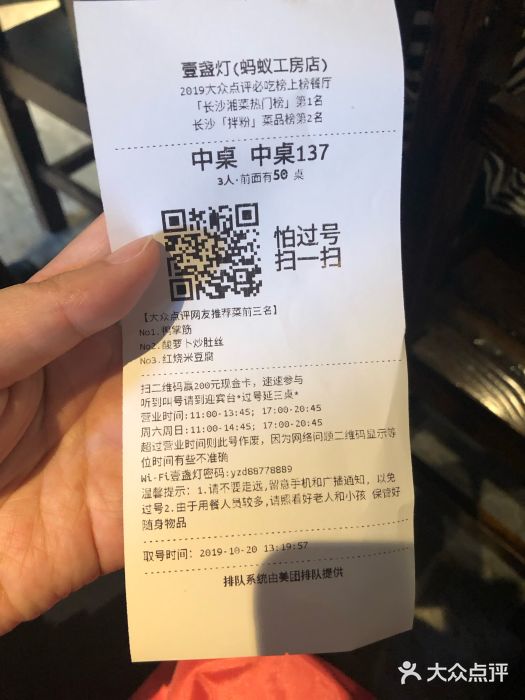 壹盏灯(蚂蚁工房店)
2019大众点评必吃榜上榜餐厅
「长沙湘菜热门榜」第1名
长沙「拌粉」菜品榜第2名
中桌 中桌137
3人·前面有50 桌
怕过号
扫一扫
【大众点评网友推荐菜前三名】
No1.鸭掌筋
No2.酸萝卜炒肚丝
No3.红烧米豆腐
扫二维码赢200元现金卡，速速参与
听到叫号请到迎宾台*过号延三桌*
营业时间:11:00-13:45; 17:00-20:45
周六周日:11:00-14:45; 17:00-20:45
超过营业时间则此号作废，因为网络问顾二维码显示等
位时间有些不准确
Wi-Fi壹盏灯密码:yzd88778889
温馨提示: 1.请不要走远,留意手机和广播通知，以免
过号2.由于用餐人员较多,请照看好老人和小孩 保管好
随身物品
取号时间: 2019-10-20 13:19:57
排队系统由美团排队提供
大众点评